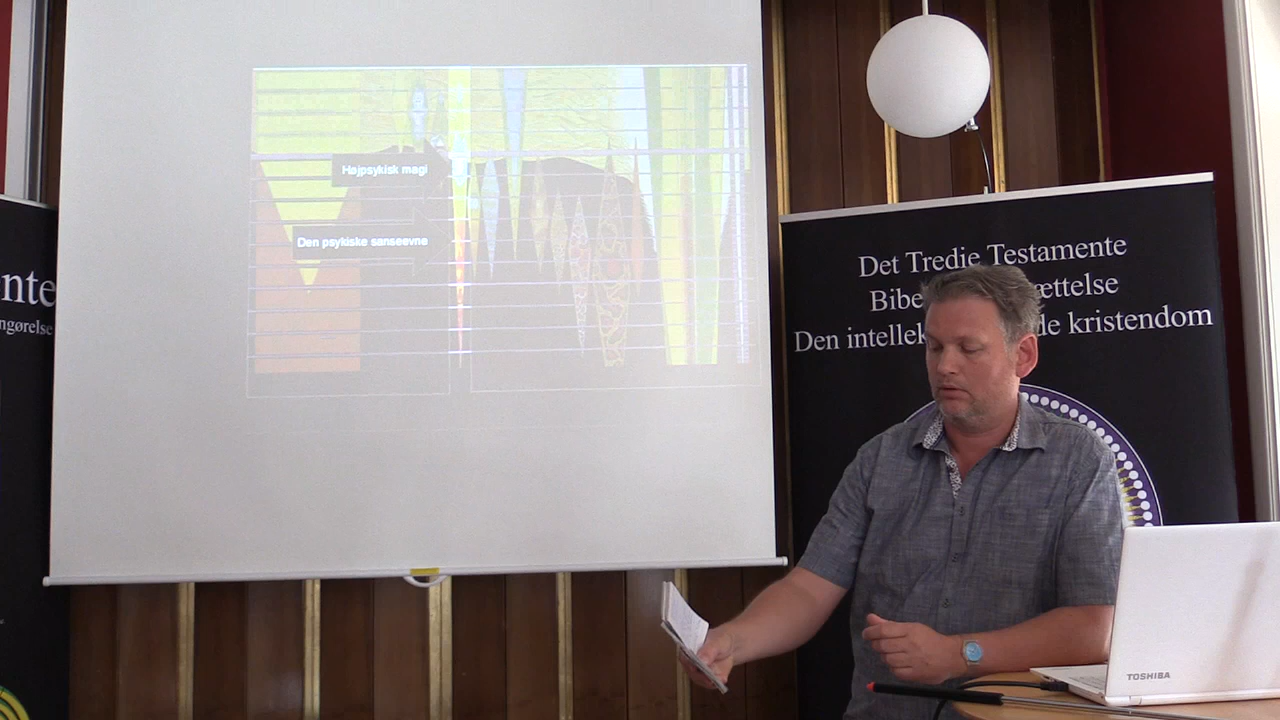 Højpsykisk magi
Den psykiske sanseevne
nte
ngørelse
Det Tredie Testamente
Bibe ættelse
Den intellek de kristendom
TOSHIBA